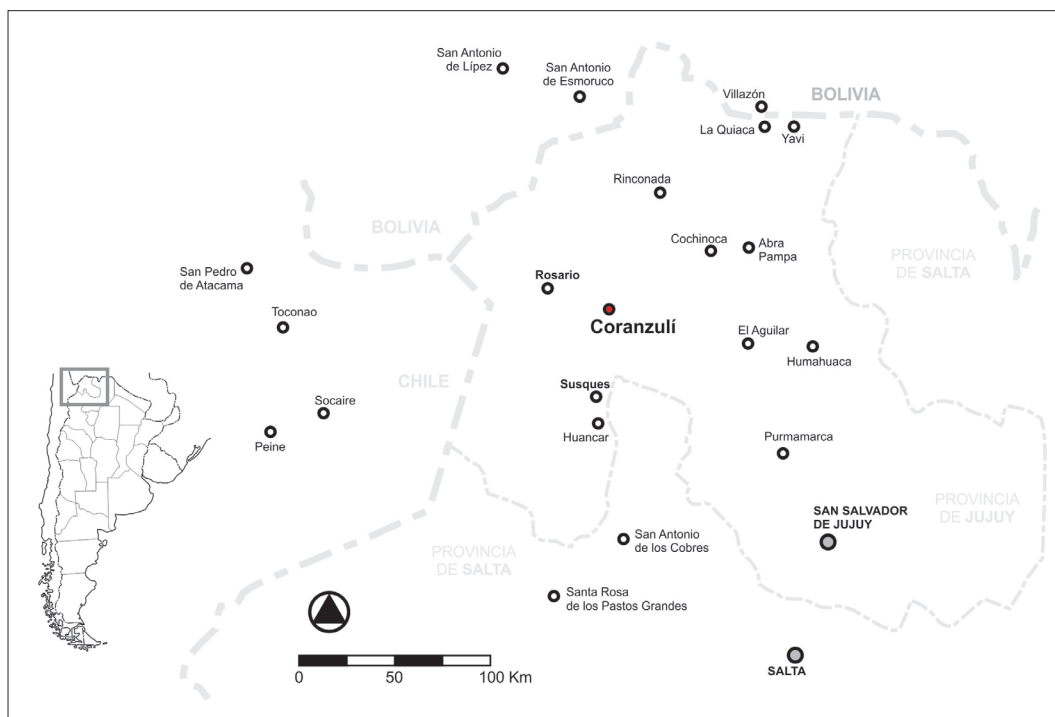 San Antonio
de Lípez
San Antonio
de Esmoruco
Villazón
BOLIVIA
La Quiaca
Yavi
Rinconada
BOLIVIA
Cochinoca
Abra
Pampa
PROVINCIA
DE SALTA
San Pedro
de Atacama
Rosario
Toconao
Coranzulí
El Aguilar
Humahuaca
CHILE
Susques
Socaire
Huancar
Purmamarca
Peine
PROVINCIA
DE JUJUY
SAN SALVADOR
DE JUJUY
San Antonio
de los Cobres
PROVINCIA
DE SALTA
Santa Rosa
de los Pastos Grandes
0 50 100 Km
SALTA